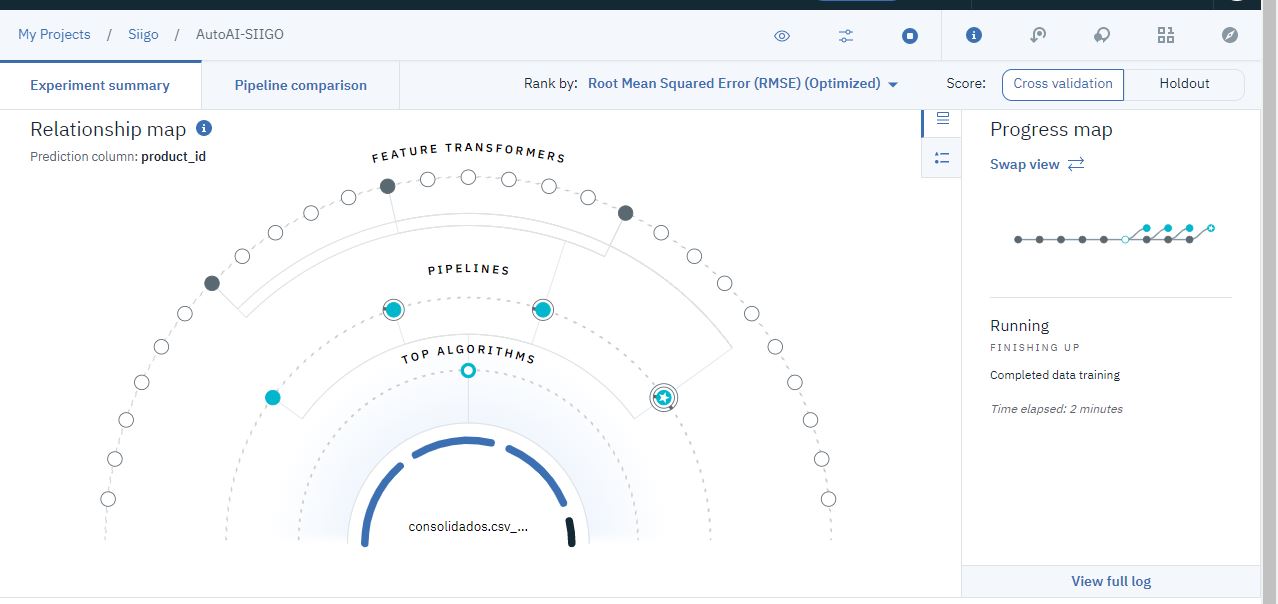 My Projects / Siigo / AutoAI-SIIGO
Experiment summary
Pipeline comparison
Rank by: Root Mean Squared Error (RMSE) (Optimized)
Score: Cross validation Holdout
Relationship map
Prediction column: product_id
FEATURE TRANSFORMERS
PIPELINES
TOP ALGORITHMS
consolidados.csv_...
Progress map
Swap view
Running
FINISHING UP
Completed data training
Time elapsed: 2 minutes
View full log